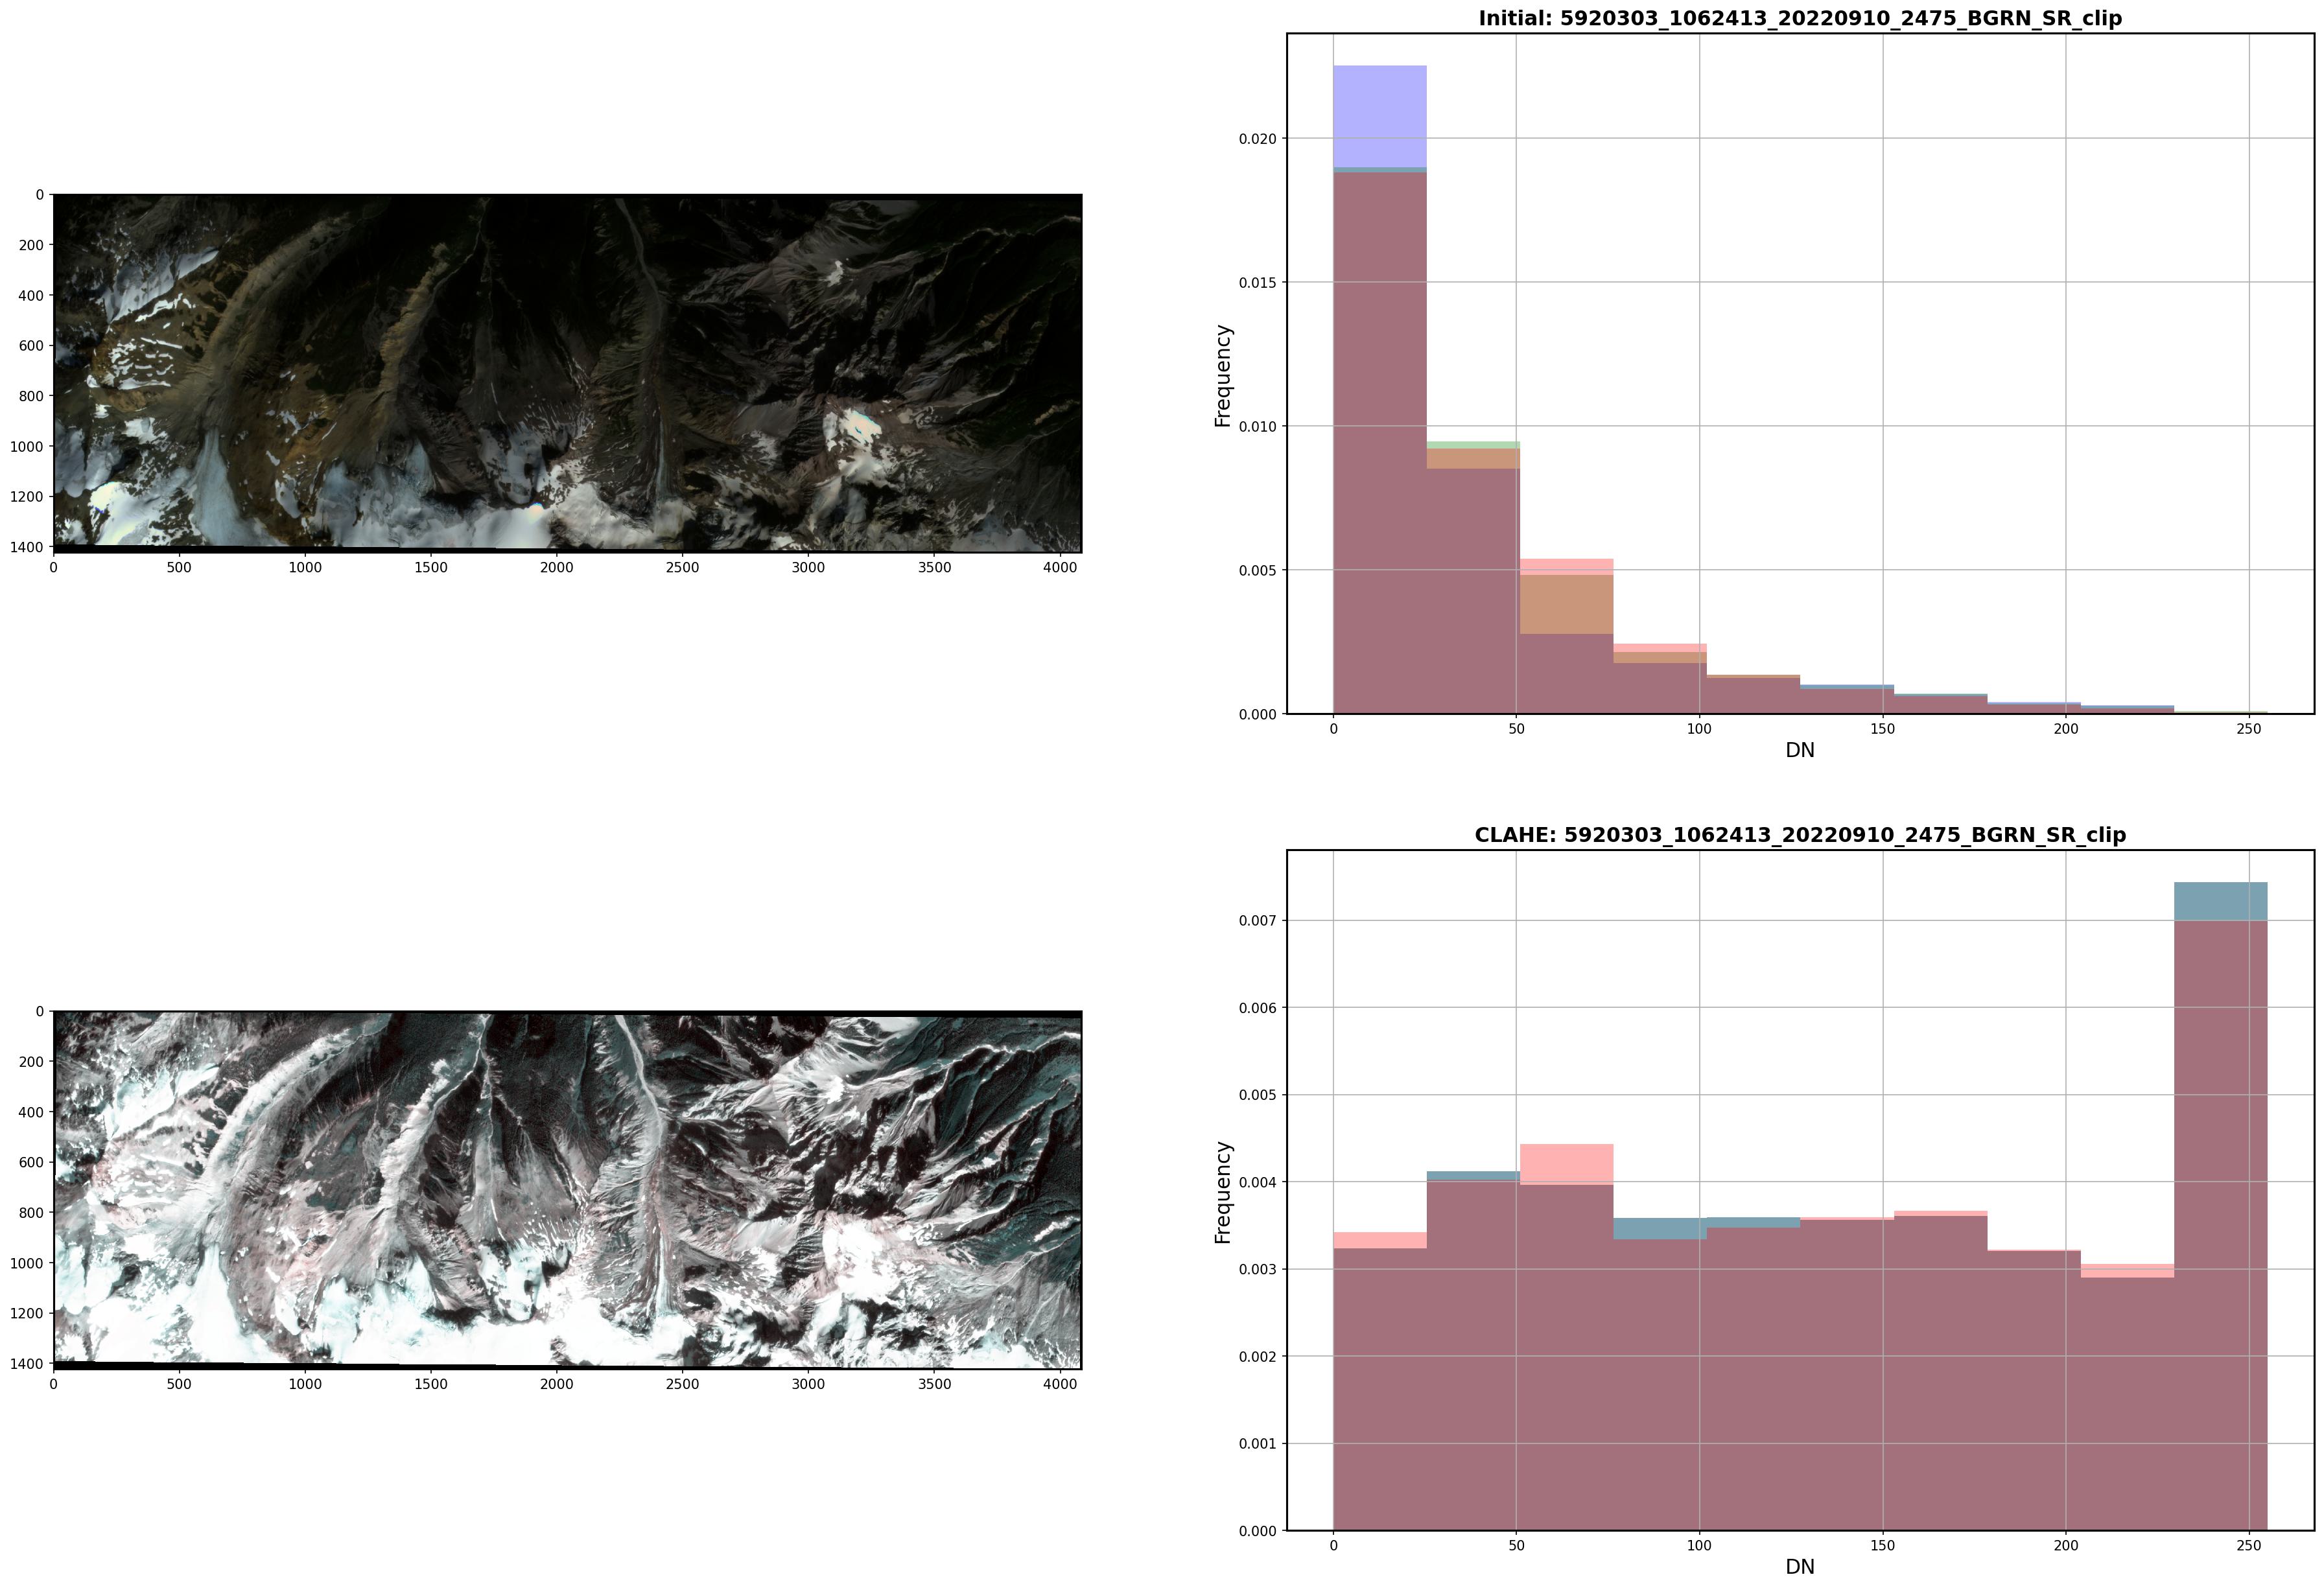 Initial: 5920303_1062413_20220910_2475_BGRN_SR_clip
0
200
400
600
800
1000
1200
1400
0 500 1000 1500 2000 2500 3000 3500 4000
Frequency
0.020
0.015
0.010
0.005
0.000
0 50 100 150 200 250
DN
CLAHE: 5920303_1062413_20220910_2475_BGRN_SR_clip
0
200
400
600
800
1000
1200
1400
0 500 1000 1500 2000 2500 3000 3500 4000
Frequency
0.007
0.006
0.005
0.004
0.003
0.002
0.001
0.000
0 50 100 150 200 250
DN